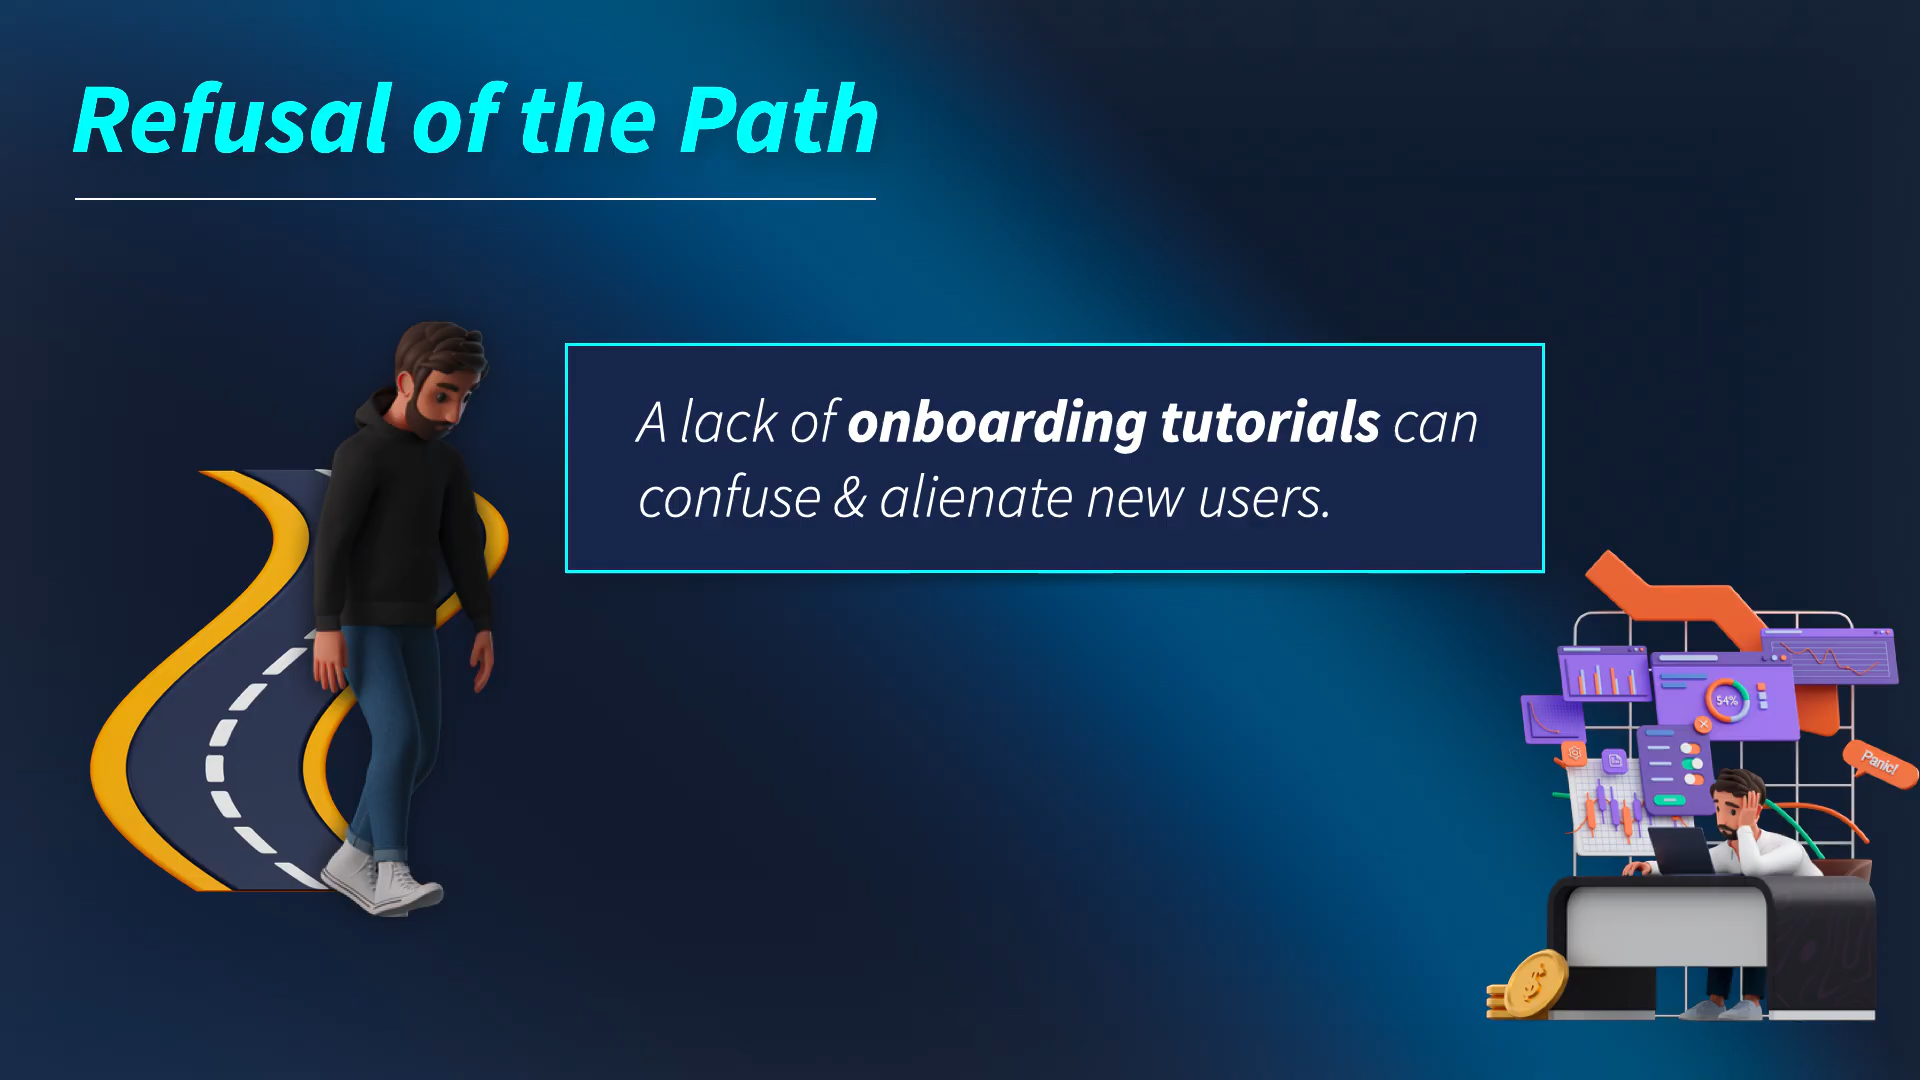 Refusal of the Path
A lack of onboarding tutorials can
confuse & alienate new users.
54%
Panic!